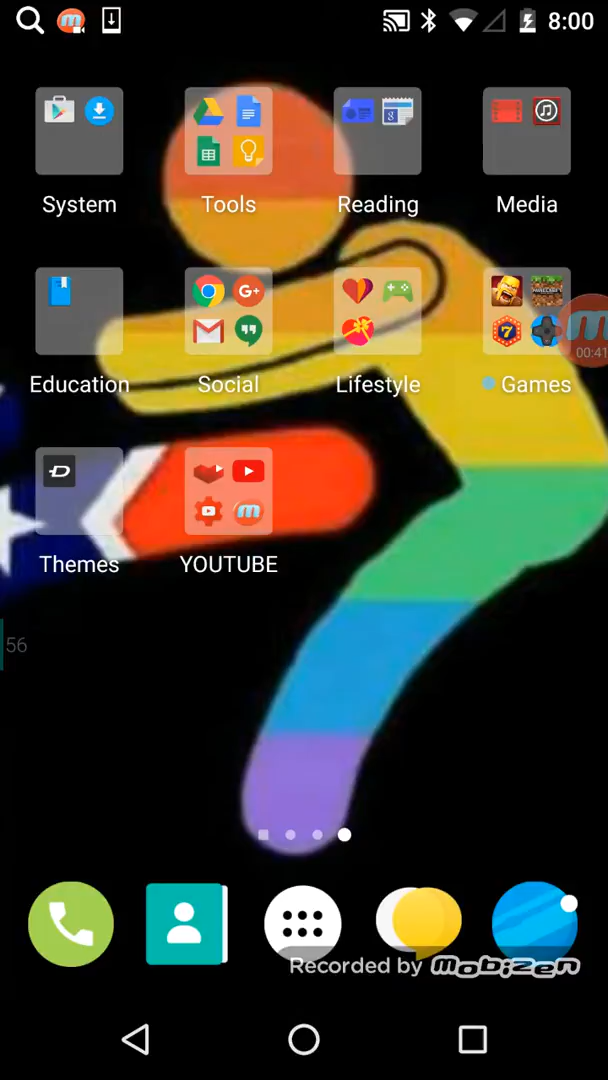 8:00
System
Tools
Reading
Media
00:41
Education
Social
Lifestyle
Games
Themes
YOUTUBE
56
Recorded by mobizen